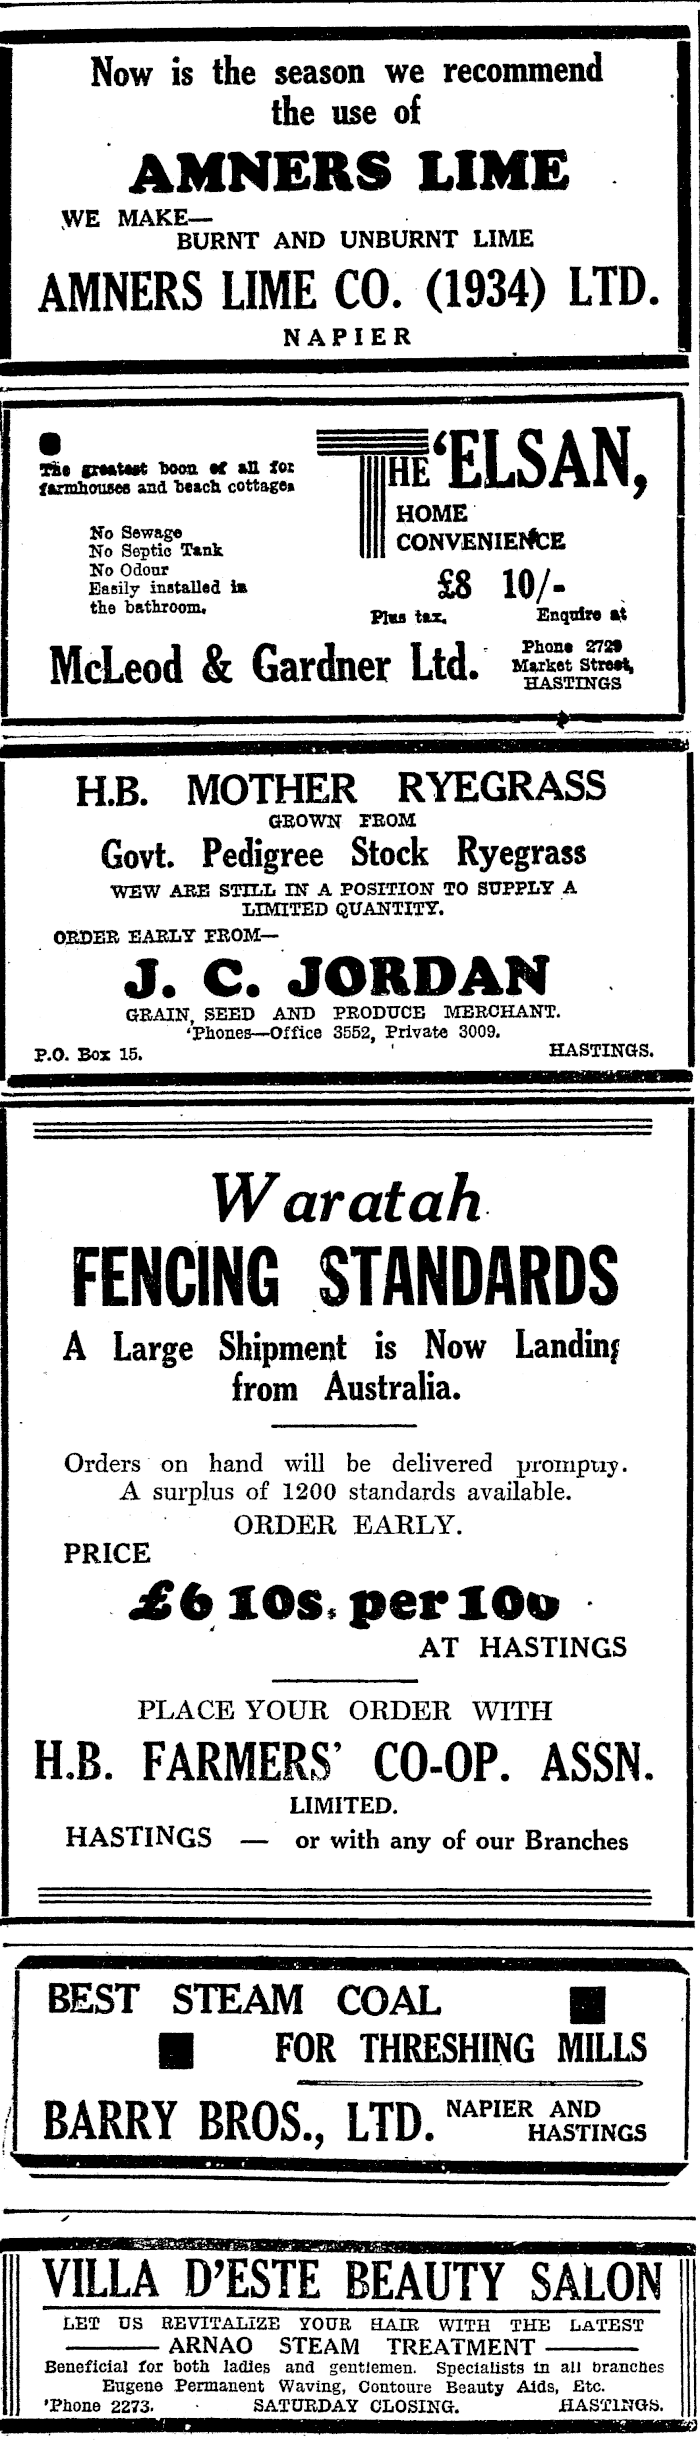 Now is the season we recommend
the use of
AMNERS LIME
WE MAKE—
BURNT AND UNBURNT LIME
AMNERS LIME CO. (1934) LTD.
NAPIER
The greatest boon of all for
farmhouses and beach cottages
No Sewage
No Septic Tank
No Odour
Easily installed in
the bathroom.
THE 'ELSAN,
HOME
CONVENIENCE
£8 10/-
Plus tax. Enquire at
McLeod & Gardner Ltd.
Phone 2729
Market Street,
HASTINGS
H.B. MOTHER RYEGRASS
GROWN FROM
Govt. Pedigree Stock Ryegrass
WEW ARE STILL IN A POSITION TO SUPPLY A
LIMITED QUANTITY.
ORDER EARLY FROM—
J. C. JORDAN
GRAIN, SEED AND PRODUCE MERCHANT.
'Phones—Office 3552, Private 3009.
P.O. Box 15. HASTINGS.
Waratah
FENCING STANDARDS
A Large Shipment is Now Landing
from Australia.
Orders on hand will be delivered promptly.
A surplus of 1200 standards available.
ORDER EARLY.
PRICE
£6 10s. per 100
AT HASTINGS
PLACE YOUR ORDER WITH
H.B. FARMERS' CO-OP. ASSN.
LIMITED.
HASTINGS — or with any of our Branches
BEST STEAM COAL
FOR THRESHING MILLS
BARRY BROS., LTD. NAPIER AND
HASTINGS
VILLA D'ESTE BEAUTY SALON
LET US REVITALIZE YOUR HAIR WITH THE LATEST
ARNAO STEAM TREATMENT
Beneficial for both ladies and gentlemen. Specialists in all branches
Eugene Permanent Waving, Contoure Beauty Aids, Etc.
'Phone 2273. SATURDAY CLOSING. HASTINGS.